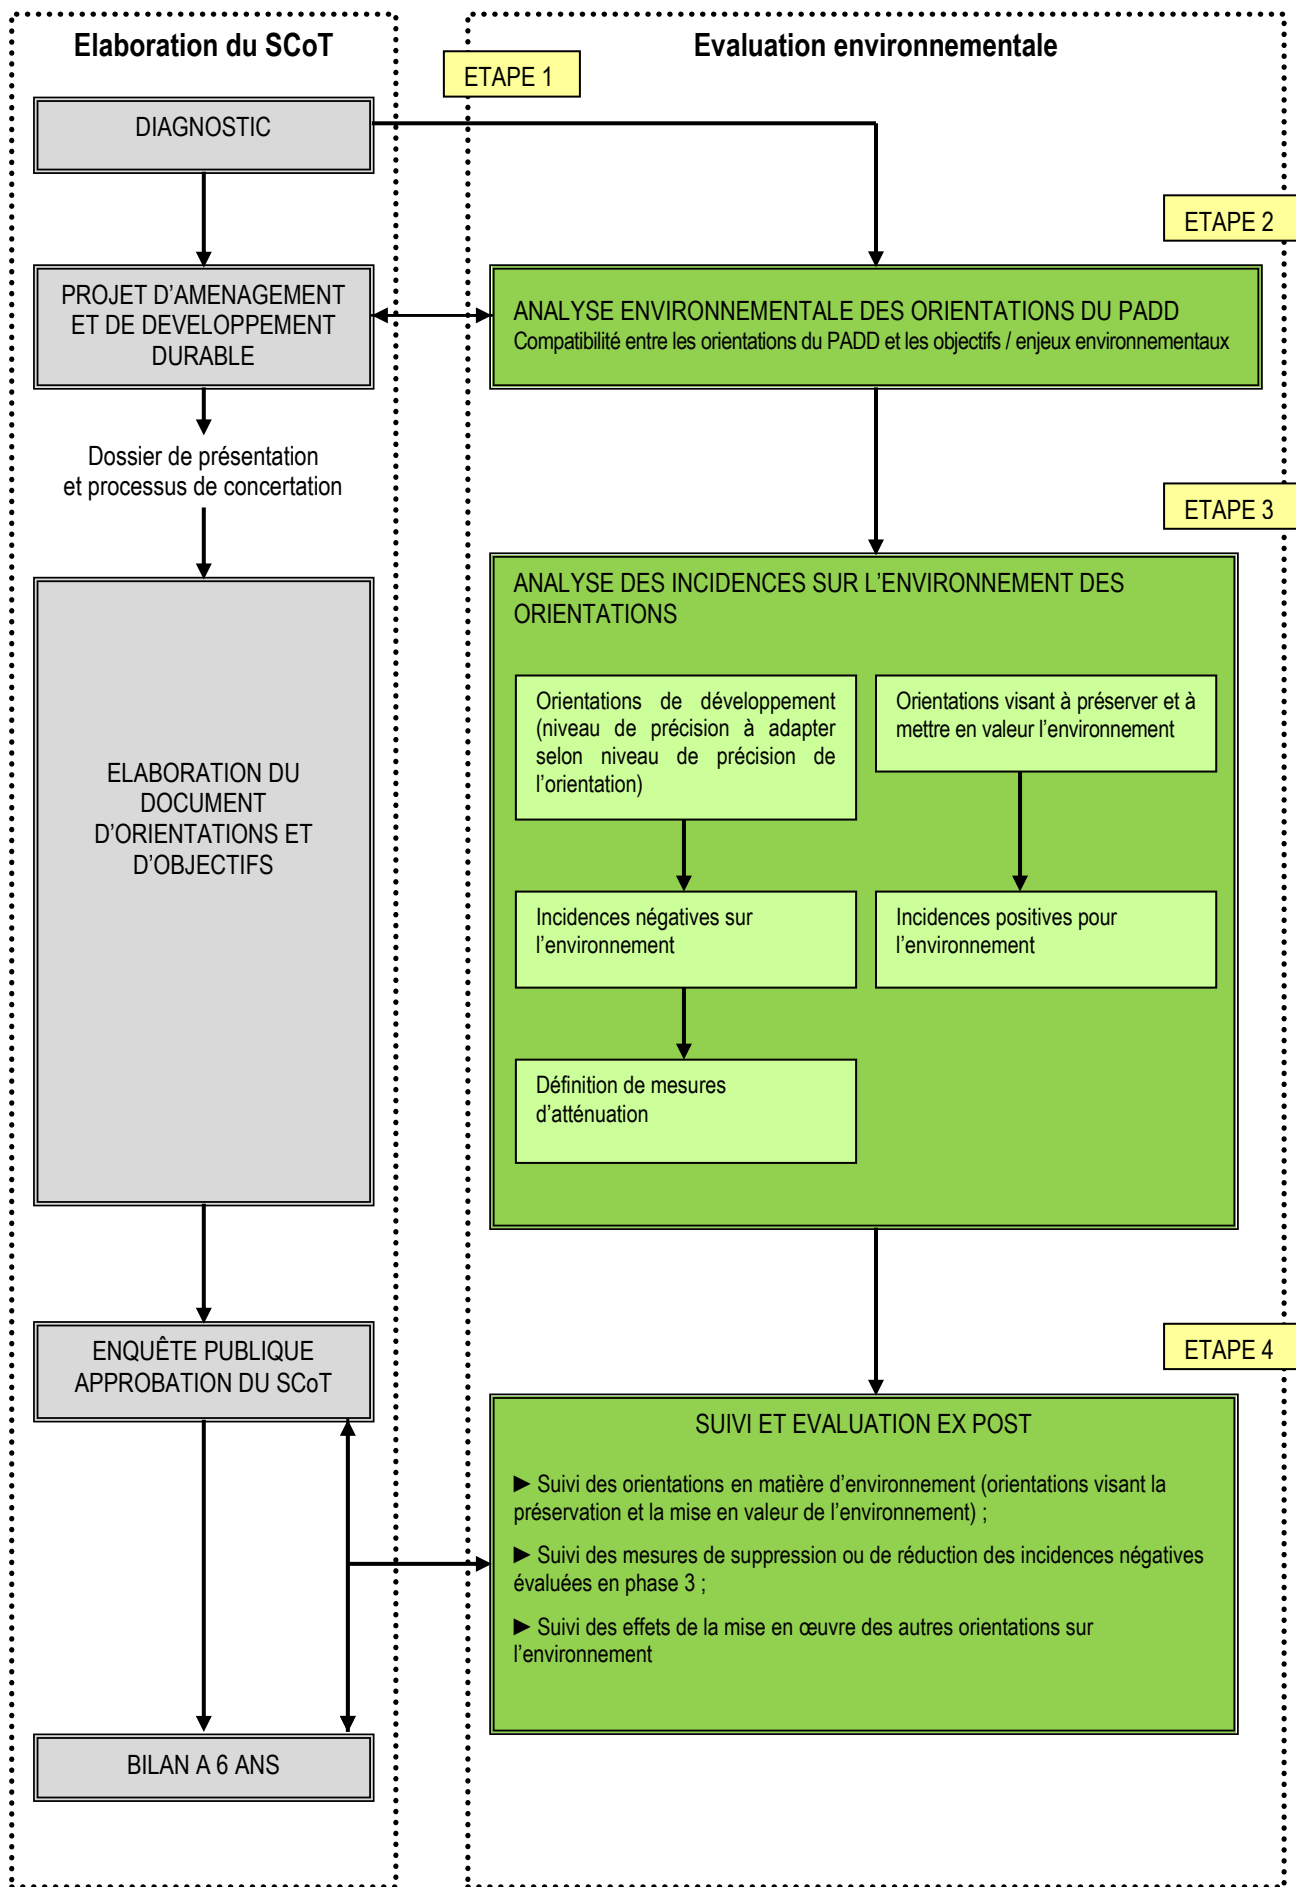 Elaboration du SCoT
Evaluation environnementale
ETAPE 1
DIAGNOSTIC
ETAPE 2
PROJET D'AMENAGEMENT
ET DE DEVELOPPEMENT
DURABLE
ANALYSE ENVIRONNEMENTALE DES ORIENTATIONS DU PADD
Compatibilité entre les orientations du PADD et les objectifs / enjeux environnementaux
Dossier de présentation
et processus de concertation
ETAPE 3
ELABORATION DU
DOCUMENT
D'ORIENTATIONS ET
D'OBJECTIFS
ANALYSE DES INCIDENCES SUR L'ENVIRONNEMENT DES
ORIENTATIONS
Orientations de développement
(niveau de précision à adapter
selon niveau de précision de
l'orientation)
Orientations visant à préserver et à
mettre en valeur l'environnement
Incidences négatives sur
l'environnement
Incidences positives pour
l'environnement
Définition de mesures
d'atténuation
ENQUÊTE PUBLIQUE
APPROBATION DU SCoT
ETAPE 4
SUIVI ET EVALUATION EX POST
► Suivi des orientations en matière d'environnement (orientations visant la
préservation et la mise en valeur de l'environnement) ;
► Suivi des mesures de suppression ou de réduction des incidences négatives
évaluées en phase 3 ;
► Suivi des effets de la mise en œuvre des autres orientations sur
l'environnement
BILAN A 6 ANS